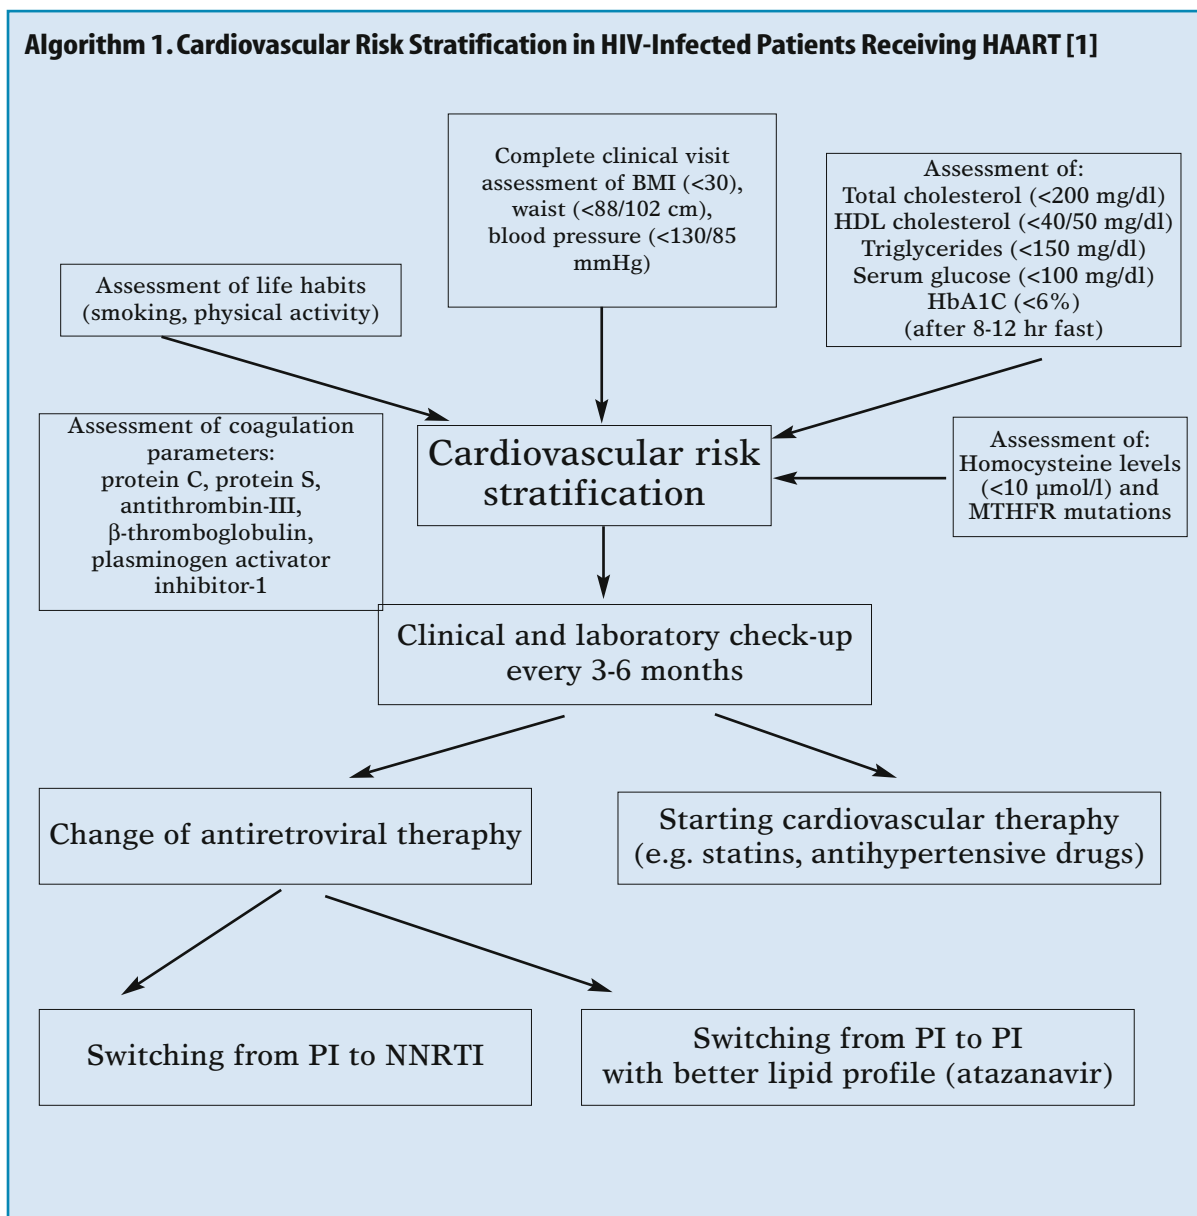 Algorithm 1. Cardiovascular Risk Stratification in HIV-Infected Patients Receiving HAART [1]
Complete clinical visit
assessment of BMI (<30),
waist (<88/102 cm),
blood pressure (<130/85
mmHg)
Assessment of:
Total cholesterol (<200 mg/dl)
HDL cholesterol (<40/50 mg/dl)
Triglycerides (<150 mg/dl)
Serum glucose (<100 mg/dl)
HbA1C (<6%)
(after 8-12 hr fast)
Assessment of life habits
(smoking, physical activity)
Assessment of coagulation
parameters:
protein C, protein S,
antithrombin-III,
β-thromboglobulin,
plasminogen activator
inhibitor-1
Cardiovascular risk
stratification
Assessment of:
Homocysteine levels
(<10 μmol/l) and
MTHFR mutations
Clinical and laboratory check-up
every 3-6 months
Change of antiretroviral theraphy
Starting cardiovascular theraphy
(e.g. statins, antihypertensive drugs)
Switching from PI to NNRTI
Switching from PI to PI
with better lipid profile (atazanavir)